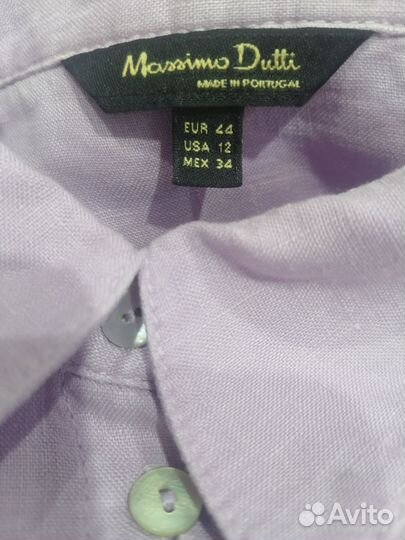 Massimo Dutti
MADE IN PORTUGAL
EUR 44
USA 12
MEX 34
Avito